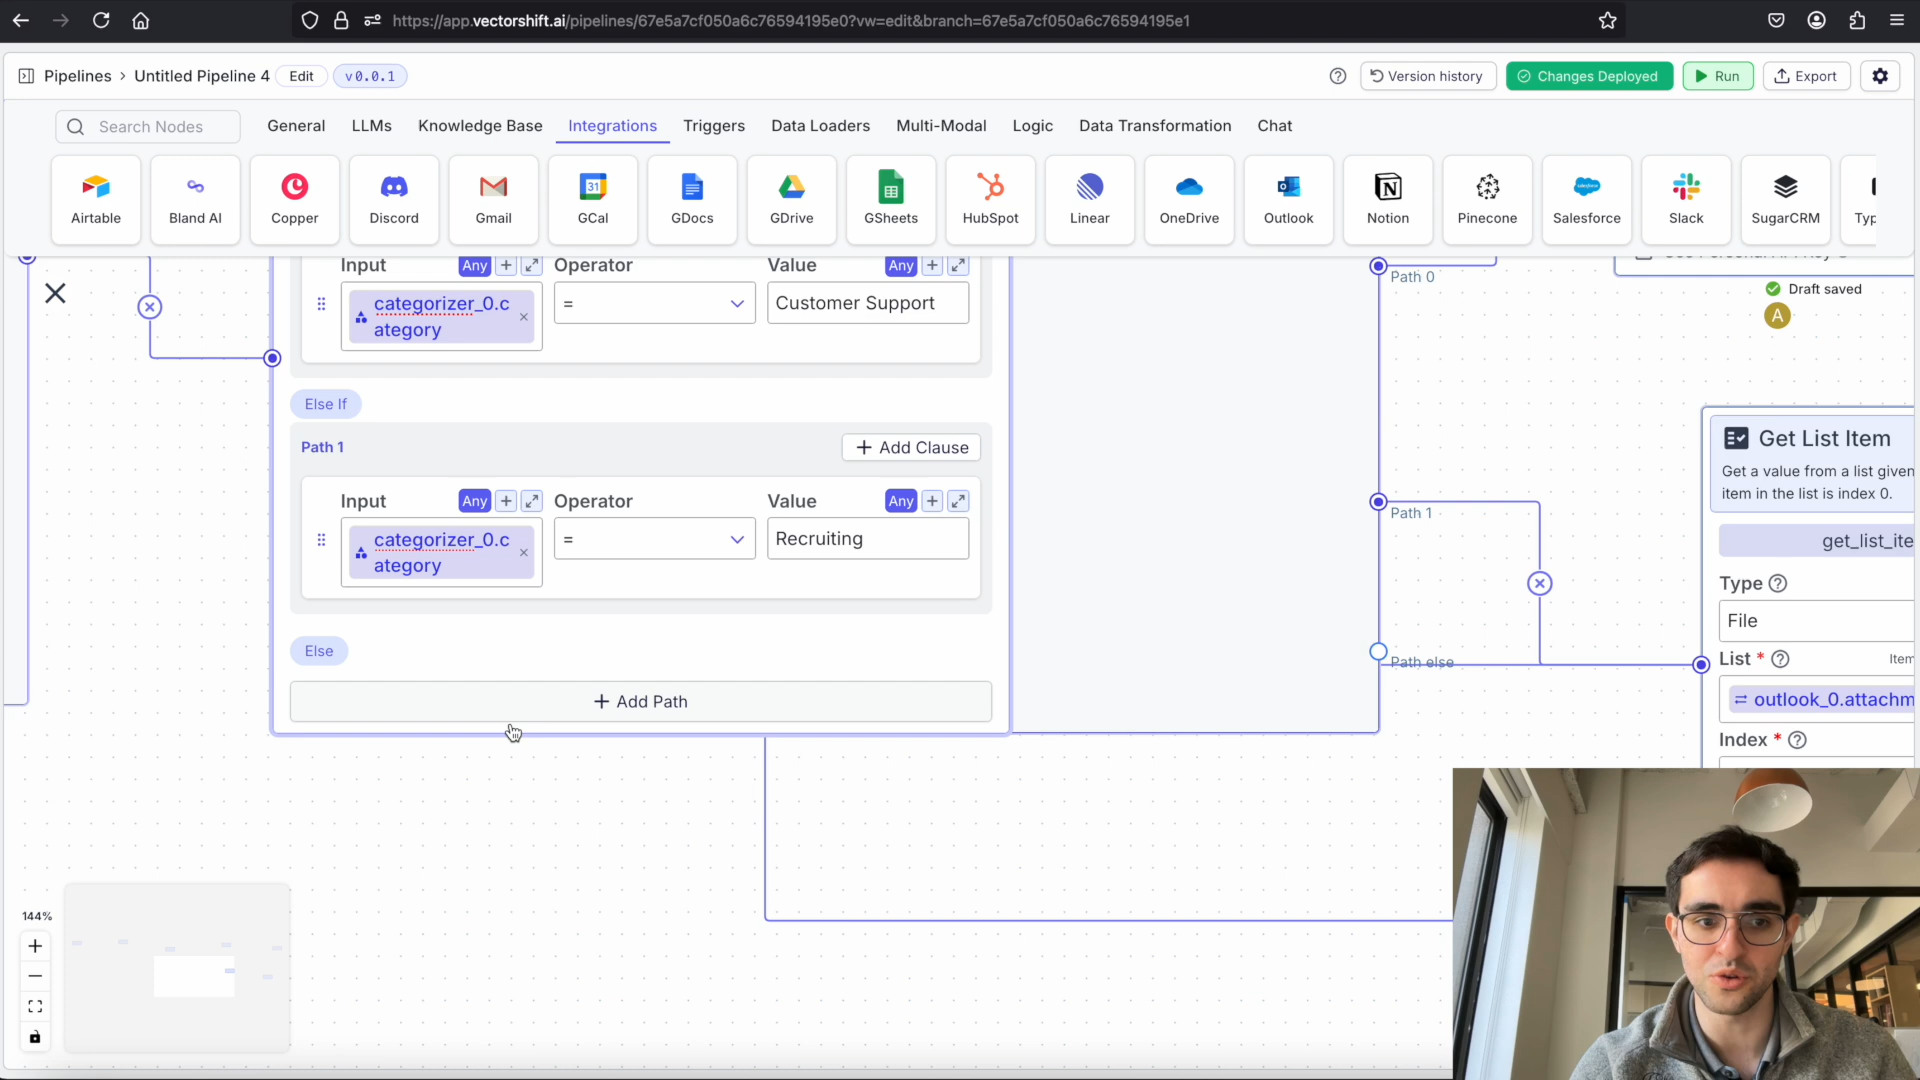 https://app.vectorshift.ai/pipelines/67e5a7cf050a6c76594195e0?vw=edit&branch=67e5a7cf050a6c76594195e1
Pipelines > Untitled Pipeline 4 Edit v0.0.1
Version history Changes Deployed Run Export
Search Nodes General LLMs Knowledge Base Integrations Triggers Data Loaders Multi-Modal Logic Data Transformation Chat
Airtable Bland AI Copper Discord Gmail GCal GDocs GDrive GSheets HubSpot Linear OneDrive Outlook Notion Pinecone Salesforce Slack SugarCRM Typ
Input Any + Operator Value Any +
categorizer_0.c
ategory
=
Customer Support
Path 0
Draft saved
A
Else If
Path 1
+ Add Clause
Input Any + Operator Value Any +
categorizer_0.c
ategory
=
Recruiting
Else
+ Add Path
Path 1
Path else
Get List Item
Get a value from a list given
item in the list is index 0.
get_list_ite
Type
File
List * Item
outlook_0.attachm
Index *
144%